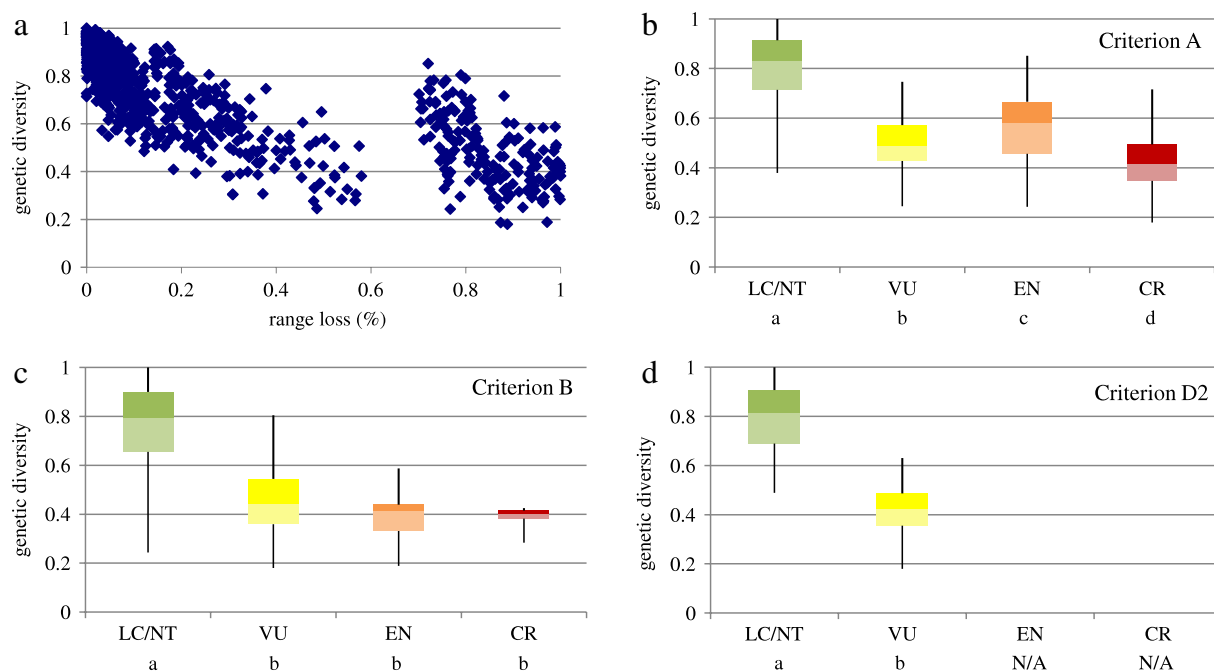 a
1
0.8
0.6
0.4
0.2
0
genetic diversity
0 0.2 0.4 0.6 0.8 1
range loss (%)
b
Criterion A
1
0.8
0.6
0.4
0.2
0
genetic diversity
LC/NT VU EN CR
a b c d
c
Criterion B
1
0.8
0.6
0.4
0.2
0
genetic diversity
LC/NT VU EN CR
a b b b
d
Criterion D2
1
0.8
0.6
0.4
0.2
0
genetic diversity
LC/NT VU EN CR
a b N/A N/A